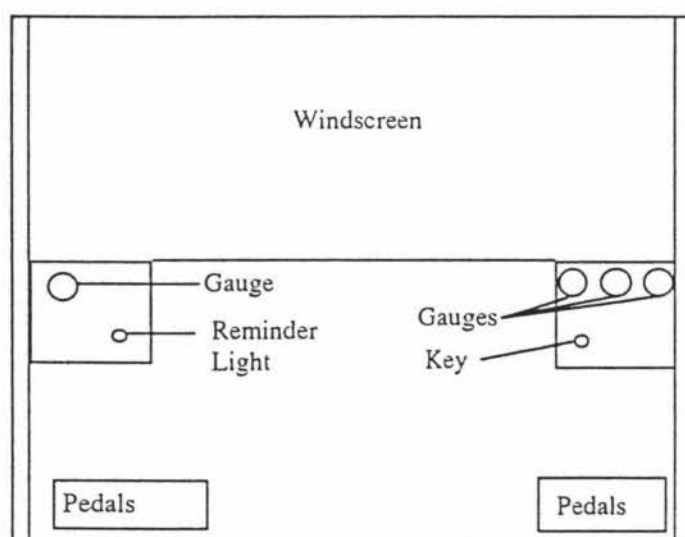 Windscreen
Gauge
Reminder
Light
Gauges
Key
Pedals
Pedals